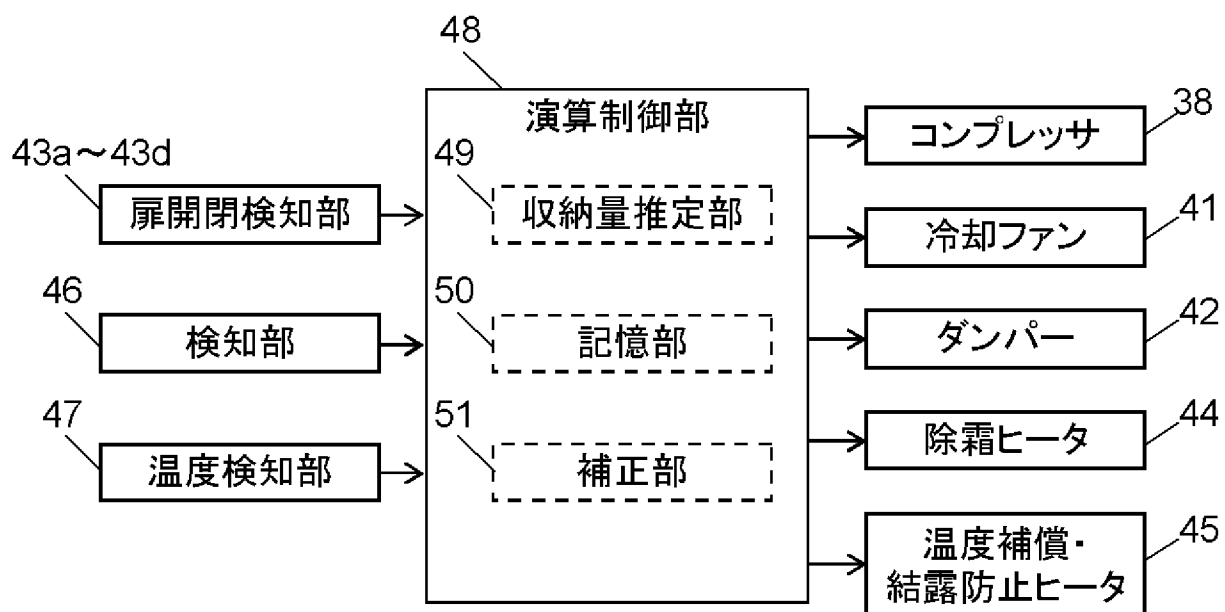 48
演算制御部
43a～43d
扉開閉検知部
46
検知部
47
温度検知部
49
収納量推定部
50
記憶部
51
補正部
コンプレッサ
38
冷却ファン
41
ダンパー
42
除霜ヒータ
44
温度補償・
結露防止ヒータ
45